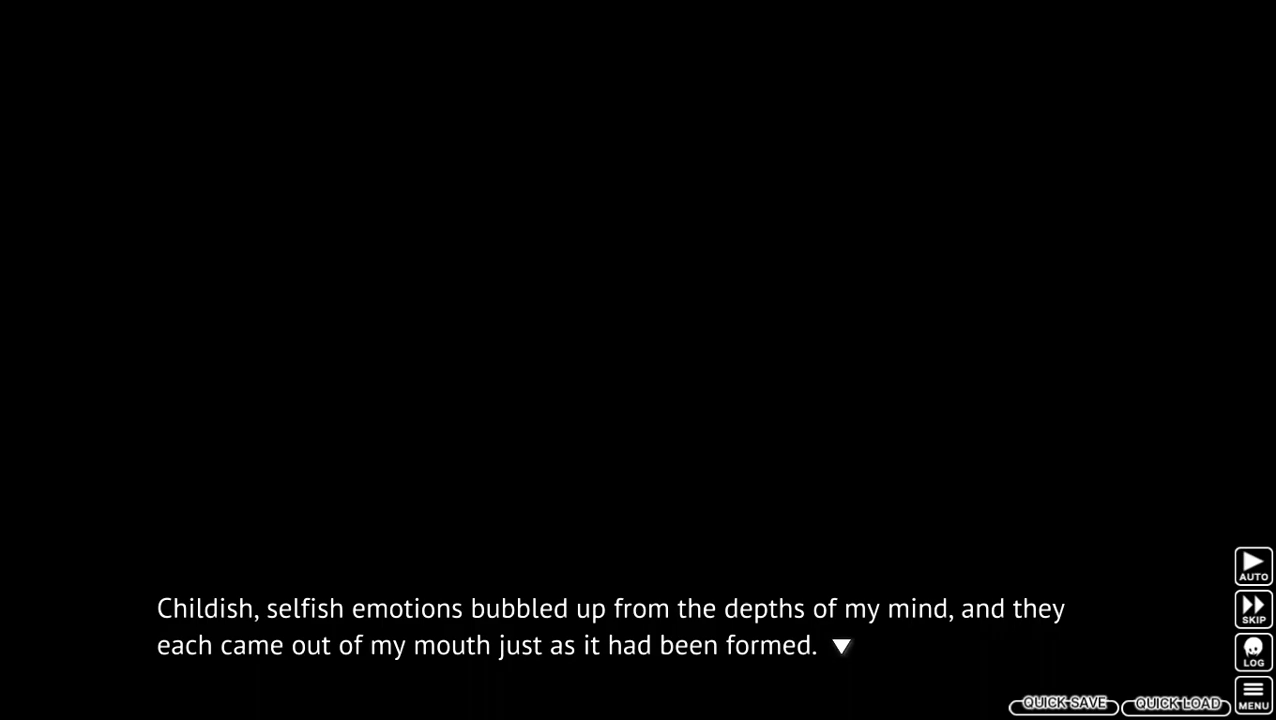 Childish, selfish emotions bubbled up from the depths of my mind, and they
each came out of my mouth just as it had been formed.
AUTO
SKIP
LOG
MENU
QUICK SAVE
QUICK LOAD